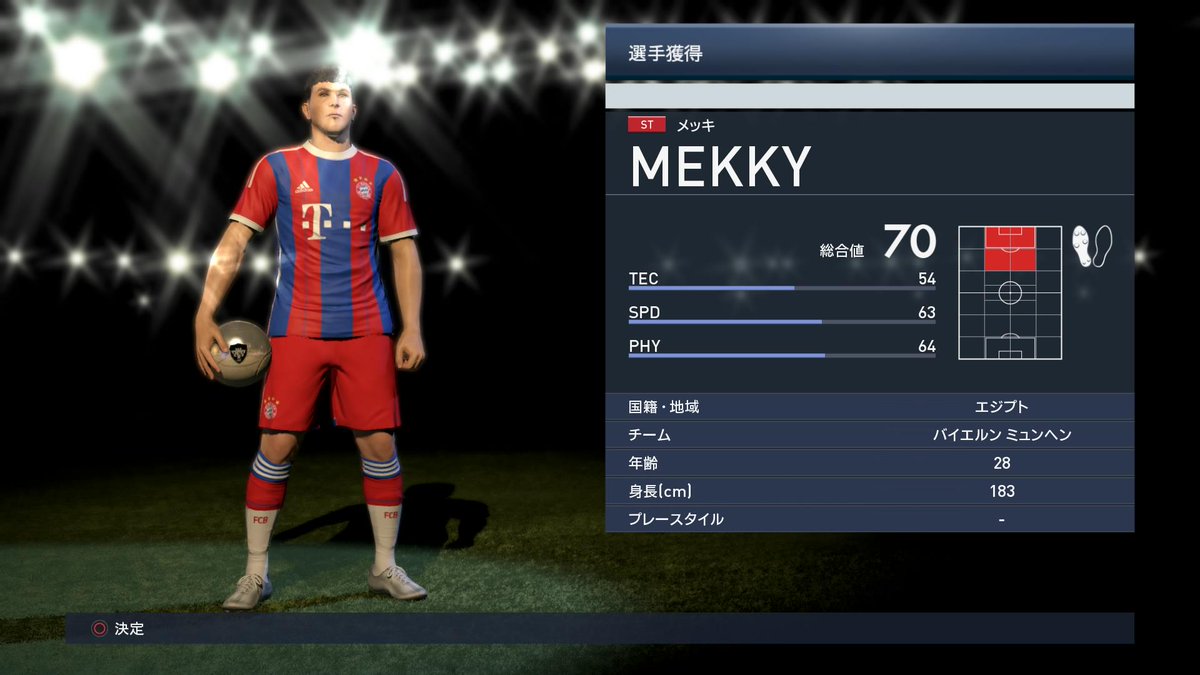 選手獲得
ST メッキ
MEKKY
総合値 70
TEC 54
SPD 63
PHY 64
国籍・地域 エジプト
チーム バイエルン ミュンヘン
年齢 28
身長(cm) 183
プレースタイル -
T
FCB
FCB
決定